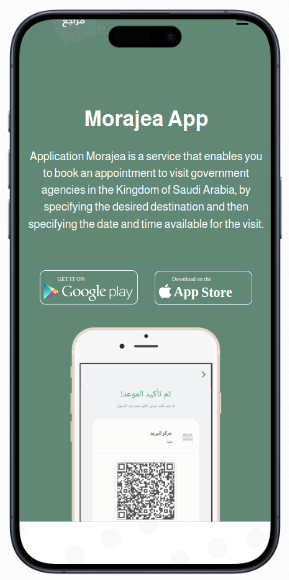 مراجع
Morajea App
Application Morajea is a service that enables you
to book an appointment to visit government
agencies in the Kingdom of Saudi Arabia, by
specifying the desired destination and then
specifying the date and time available for the visit.
GET IT ON
Google play
Download on the
App Store
تم تأكيد الموعد!
مركز البريد